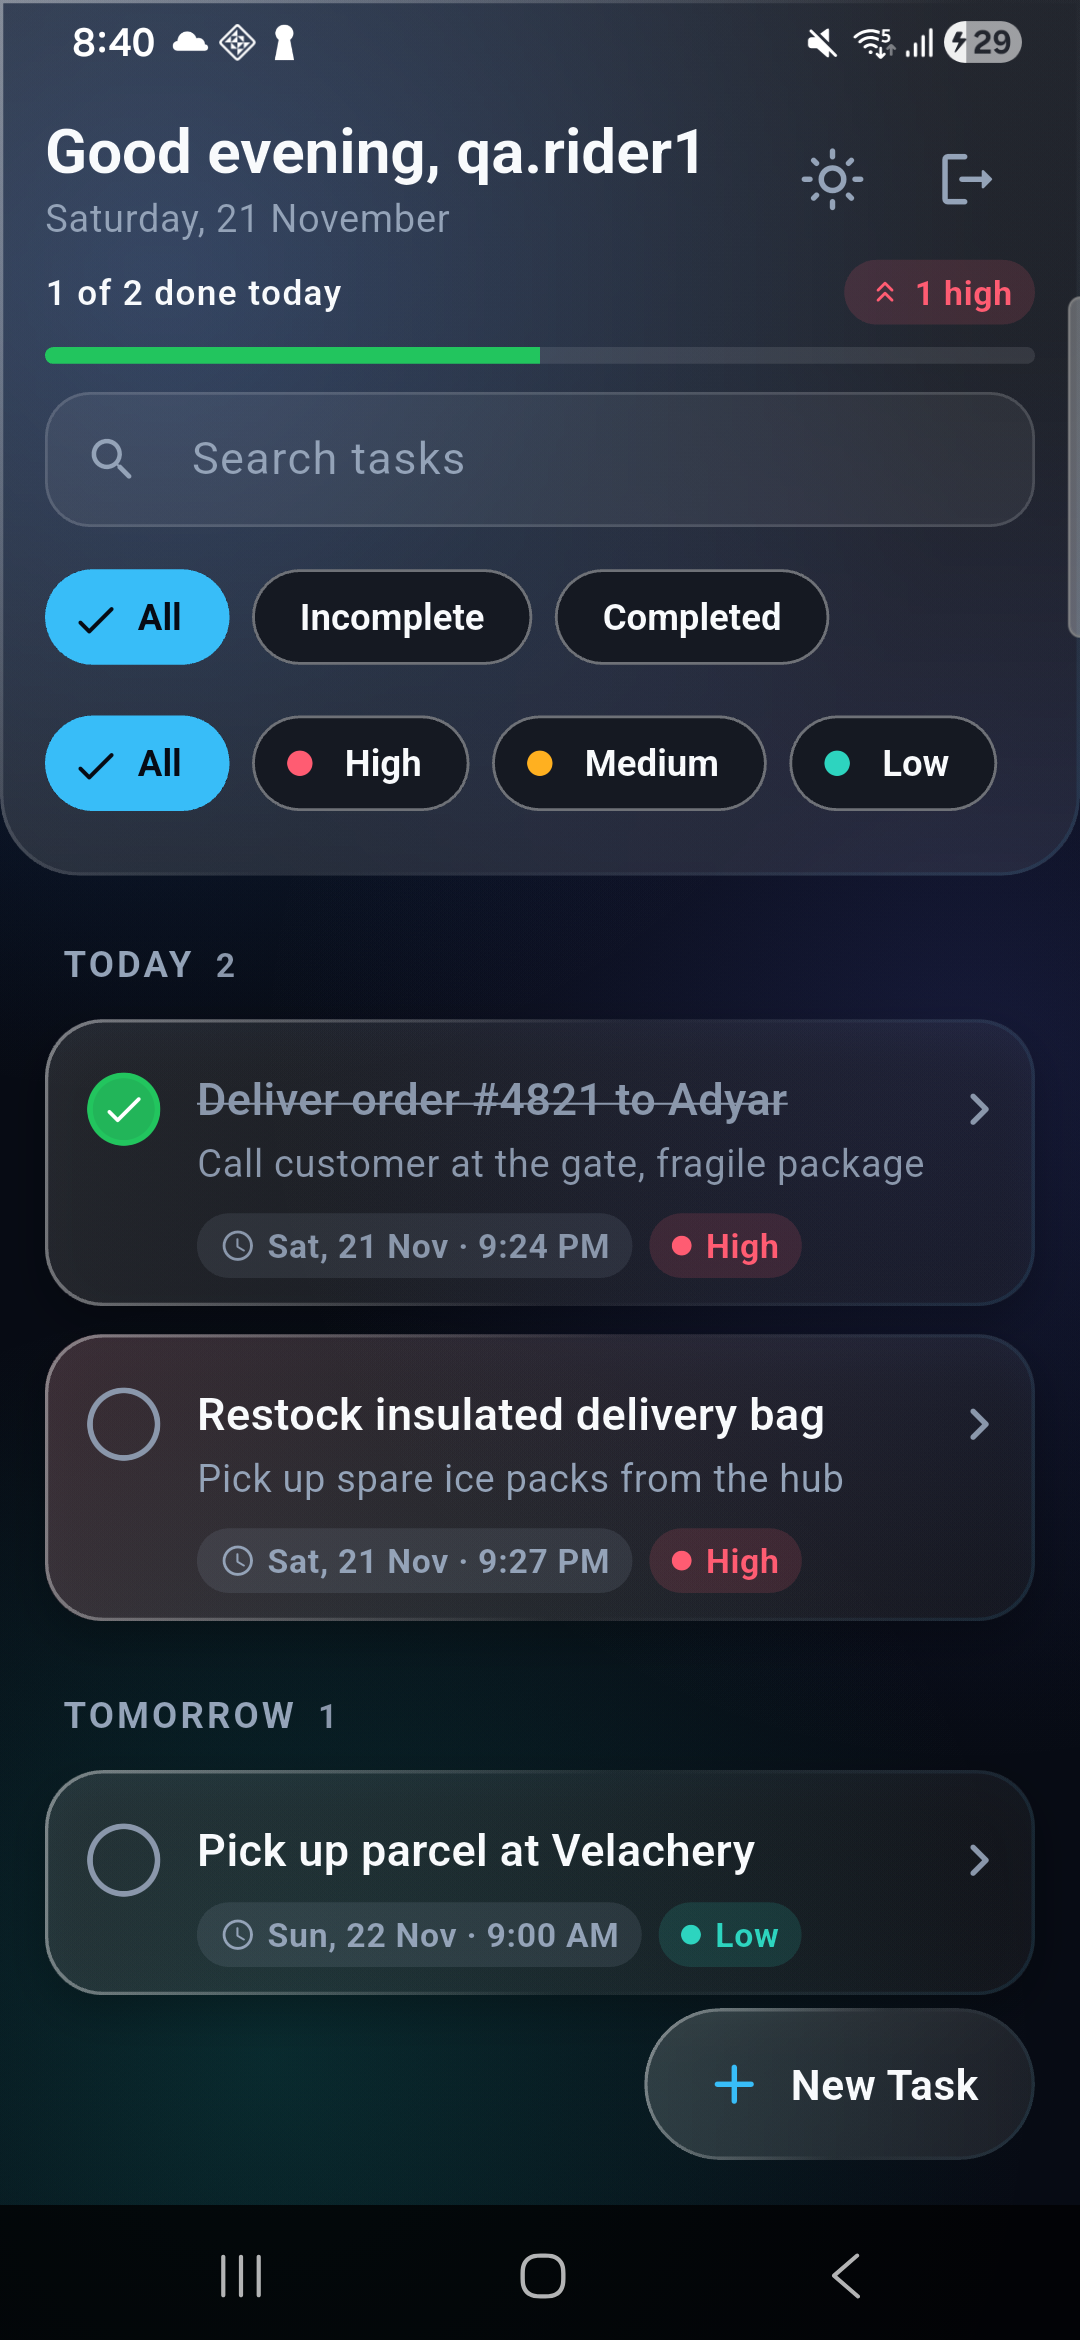 8:40
5
29
Good evening, qa.rider1
Saturday, 21 November
1 of 2 done today
1 high
Search tasks
All
Incomplete
Completed
All
High
Medium
Low
TODAY 2
Deliver order #4821 to Adyar
Call customer at the gate, fragile package
Sat, 21 Nov · 9:24 PM
High
Restock insulated delivery bag
Pick up spare ice packs from the hub
Sat, 21 Nov · 9:27 PM
High
TOMORROW 1
Pick up parcel at Velachery
Sun, 22 Nov · 9:00 AM
Low
New Task